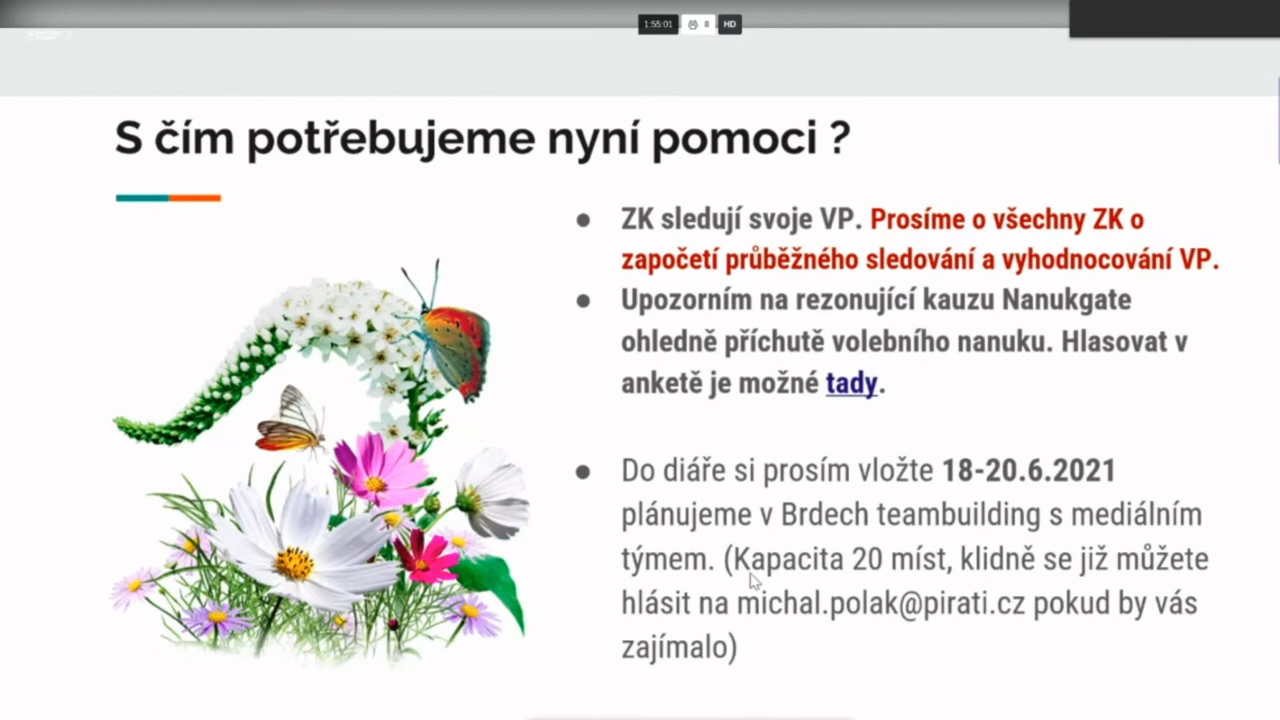 1:55:01
8
HD
S čím potřebujeme nyní pomoci ?
● ZK sledují svoje VP. Prosíme o všechny ZK o
započetí průběžného sledování a vyhodnocování VP.
● Upozorním na rezonující kauzu Nanukgate
ohledně příchutě volebního nanuku. Hlasovat v
anketě je možné tady.
● Do diáře si prosím vložte 18-20.6.2021
plánujeme v Brdech teambuilding s mediálním
týmem. (Kapacita 20 míst, klidně se již můžete
hlásit na michal.polak@pirati.cz pokud by vás
zajímalo)